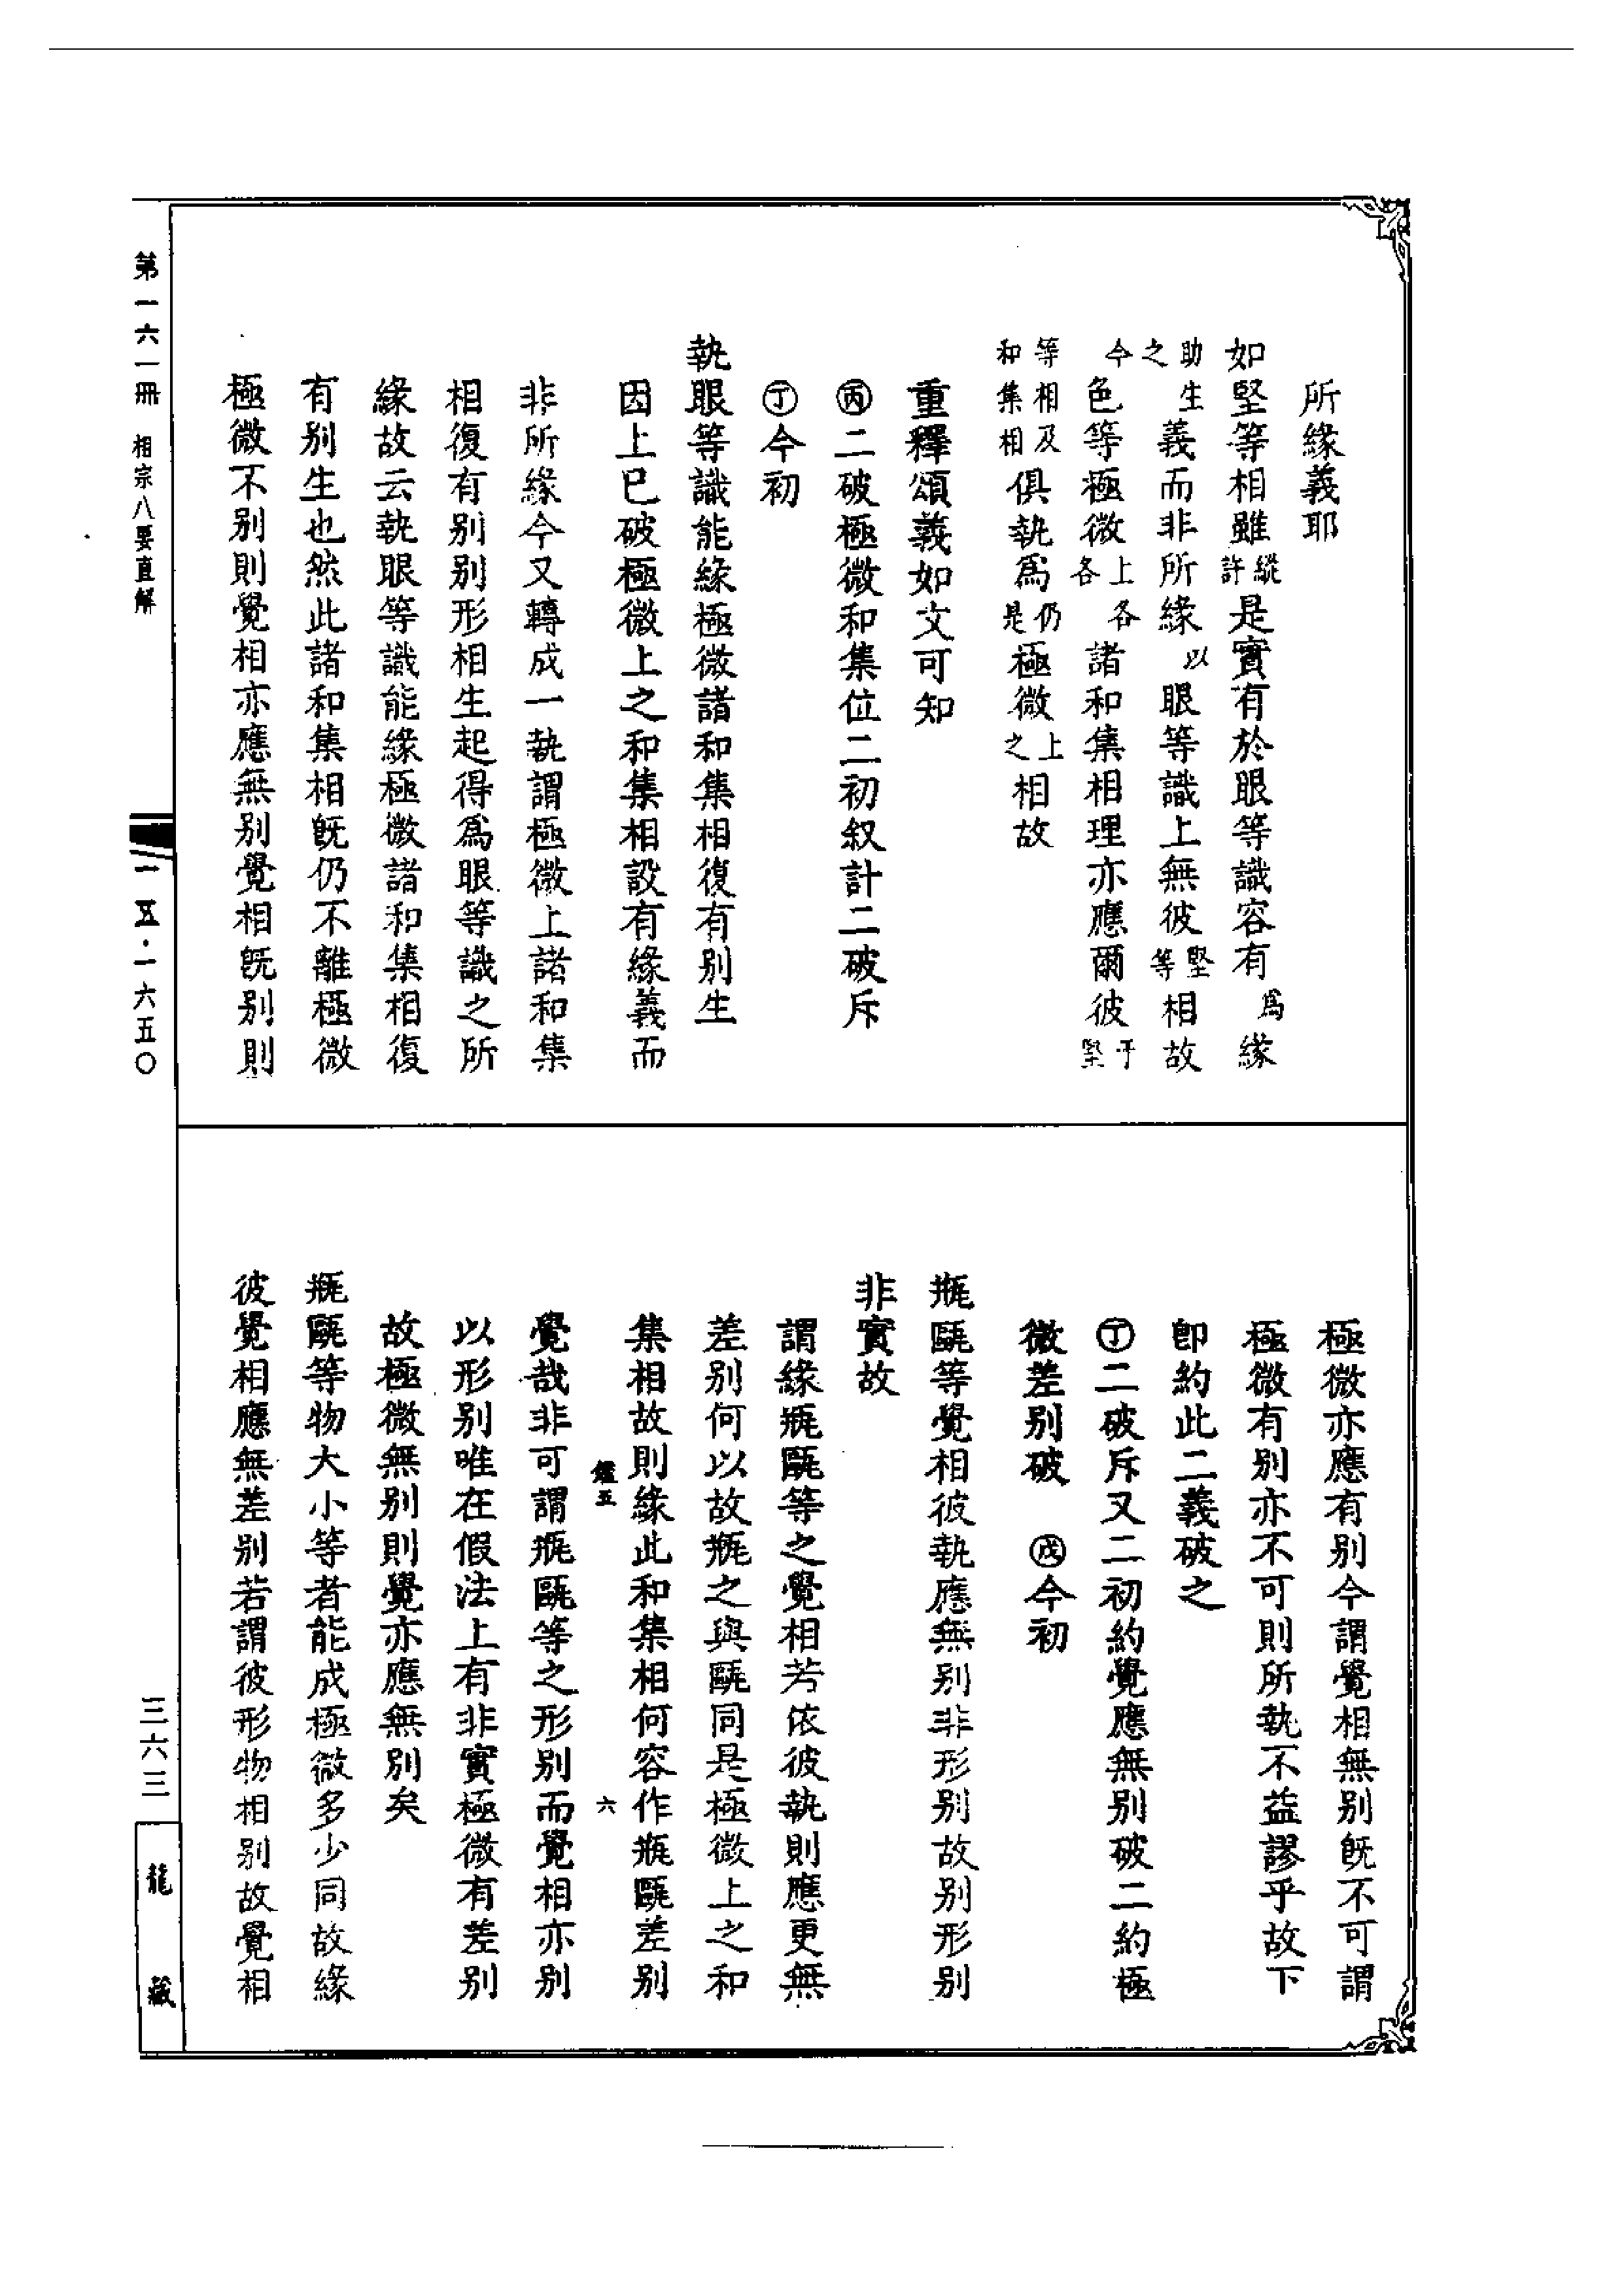 所緣義耶
如堅等相雖縱許是實有於眼等識容有爲緣
助生之義而非所緣以眼等識上無彼堅等相故
今色等極微上各各諸和集相理亦應爾彼于堅
等相及和集相俱執爲仍是極微上之相故
重釋頌義如文可知
㊅二破極微和集位二初叙計二破斥
丁今初
執眼等識能緣極微諸和集相復有別生
因上已破極微上之和集相設有緣義而
非所緣今又轉成一執謂極微上諸和集
相復有別別形相生起得爲眼等識之所
緣故云執眼等識能緣極微諸和集相復
有別生也然此諸和集相旣仍不離極微
極微不別則覺相亦應無別覺相旣別則
極微亦應有別今謂覺相無別旣不可謂
極微有別亦不可則所執不益謬乎故下
卽約此二義破之
丁二破斥又二初約覺應無別破二約極
微差別破 戊今初
瓶甌等覺相彼執應無別非形別故別形別
非實故
謂緣瓶甌等之覺相若依彼執則應更無
差別何以故瓶之與甌同是極微上之和
集相故則緣此和集相何容作瓶甌差別
鑑五 六
覺哉非可謂瓶甌等之形別而覺相亦別
以形別唯在假法上有非實極微有差別
故極微無別則覺亦應無別矣
瓶甌等物大小等者能成極微多少同故緣
彼覺相應無差別若謂彼形物相別故覺相
第一六一冊 相宗八要直解
一五·一六五〇
三六三
龍藏